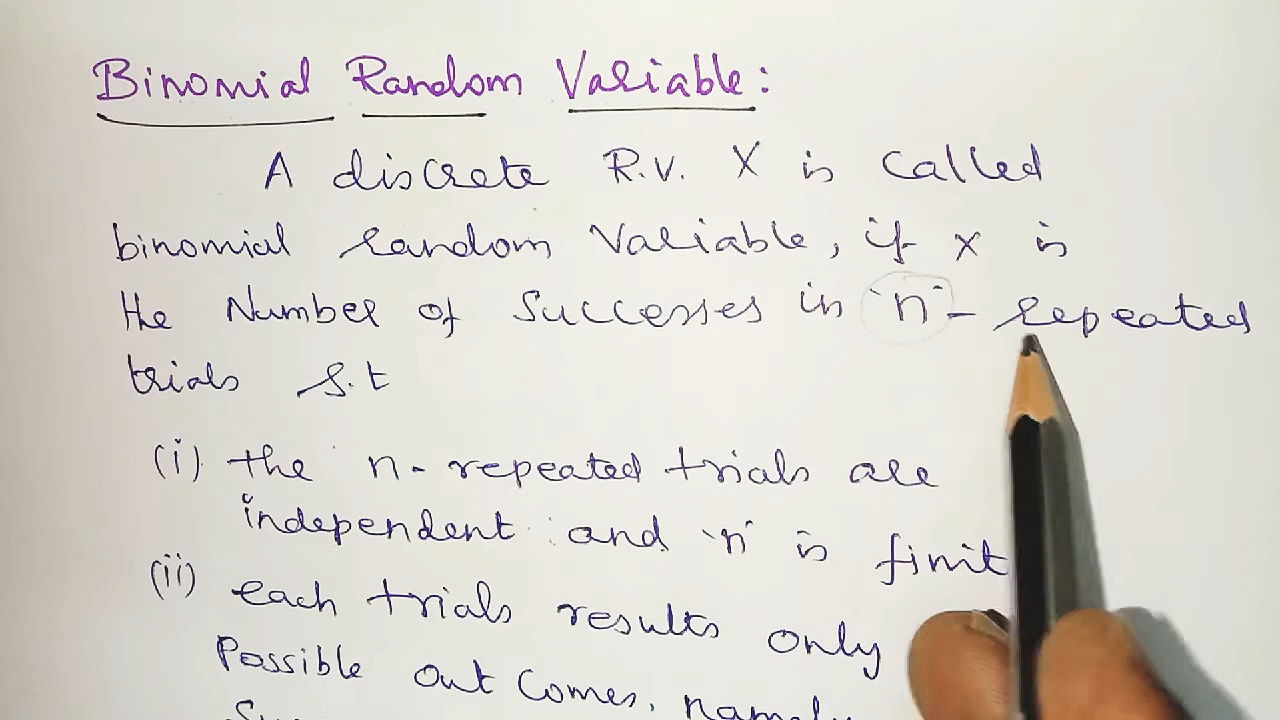 Binomial Random Variable:
A discrete R.V. X is called
binomial random variable, if X is
the Number of Successes in 'n' - repeated
trials s.t
(i) the n- repeated trials are
independent and 'n' is finit
(ii) each trials results only
Possible out comes, namely